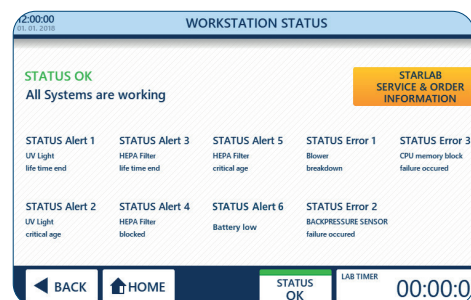 12:00:00
01. 01. 2018
WORKSTATION STATUS
STATUS OK
All Systems are working
STARLAB
SERVICE & ORDER
INFORMATION
STATUS Alert 1
UV Light
life time end
STATUS Alert 3
HEPA Filter
life time end
STATUS Alert 5
HEPA Filter
critical age
STATUS Error 1
Blower
breakdown
STATUS Error 3
CPU memory block
failure occured
STATUS Alert 2
UV Light
critical age
STATUS Alert 4
HEPA Filter
blocked
STATUS Alert 6
Battery low
STATUS Error 2
BACKPRESSURE SENSOR
failure occured
BACK
HOME
STATUS
OK
LAB TIMER
00:00:0